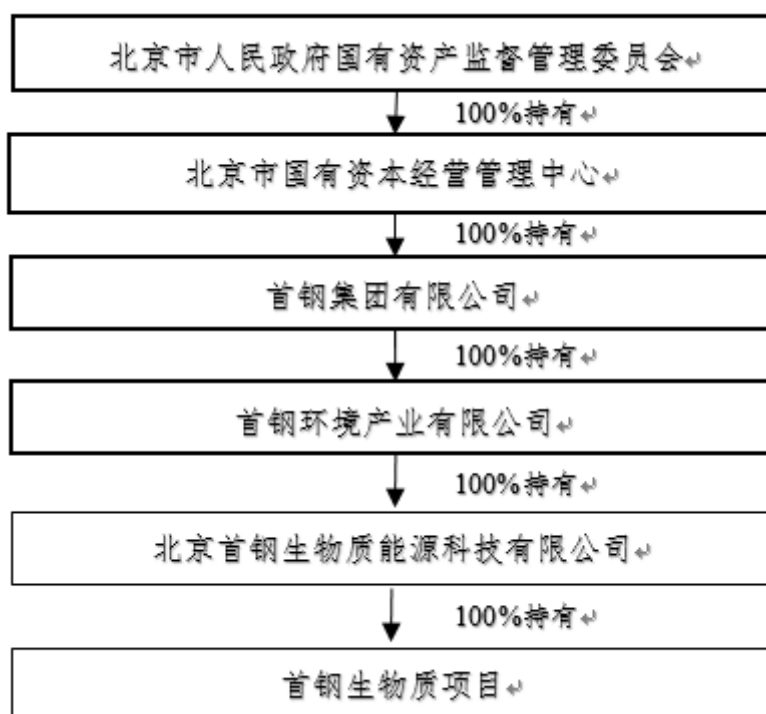 北京市人民政府国有资产监督管理委员会↵
100%持有↵
北京市国有资本经营管理中心↵
100%持有↵
首钢集团有限公司↵
100%持有↵
首钢环境产业有限公司↵
100%持有↵
北京首钢生物质能源科技有限公司↵
100%持有↵
首钢生物质项目↵